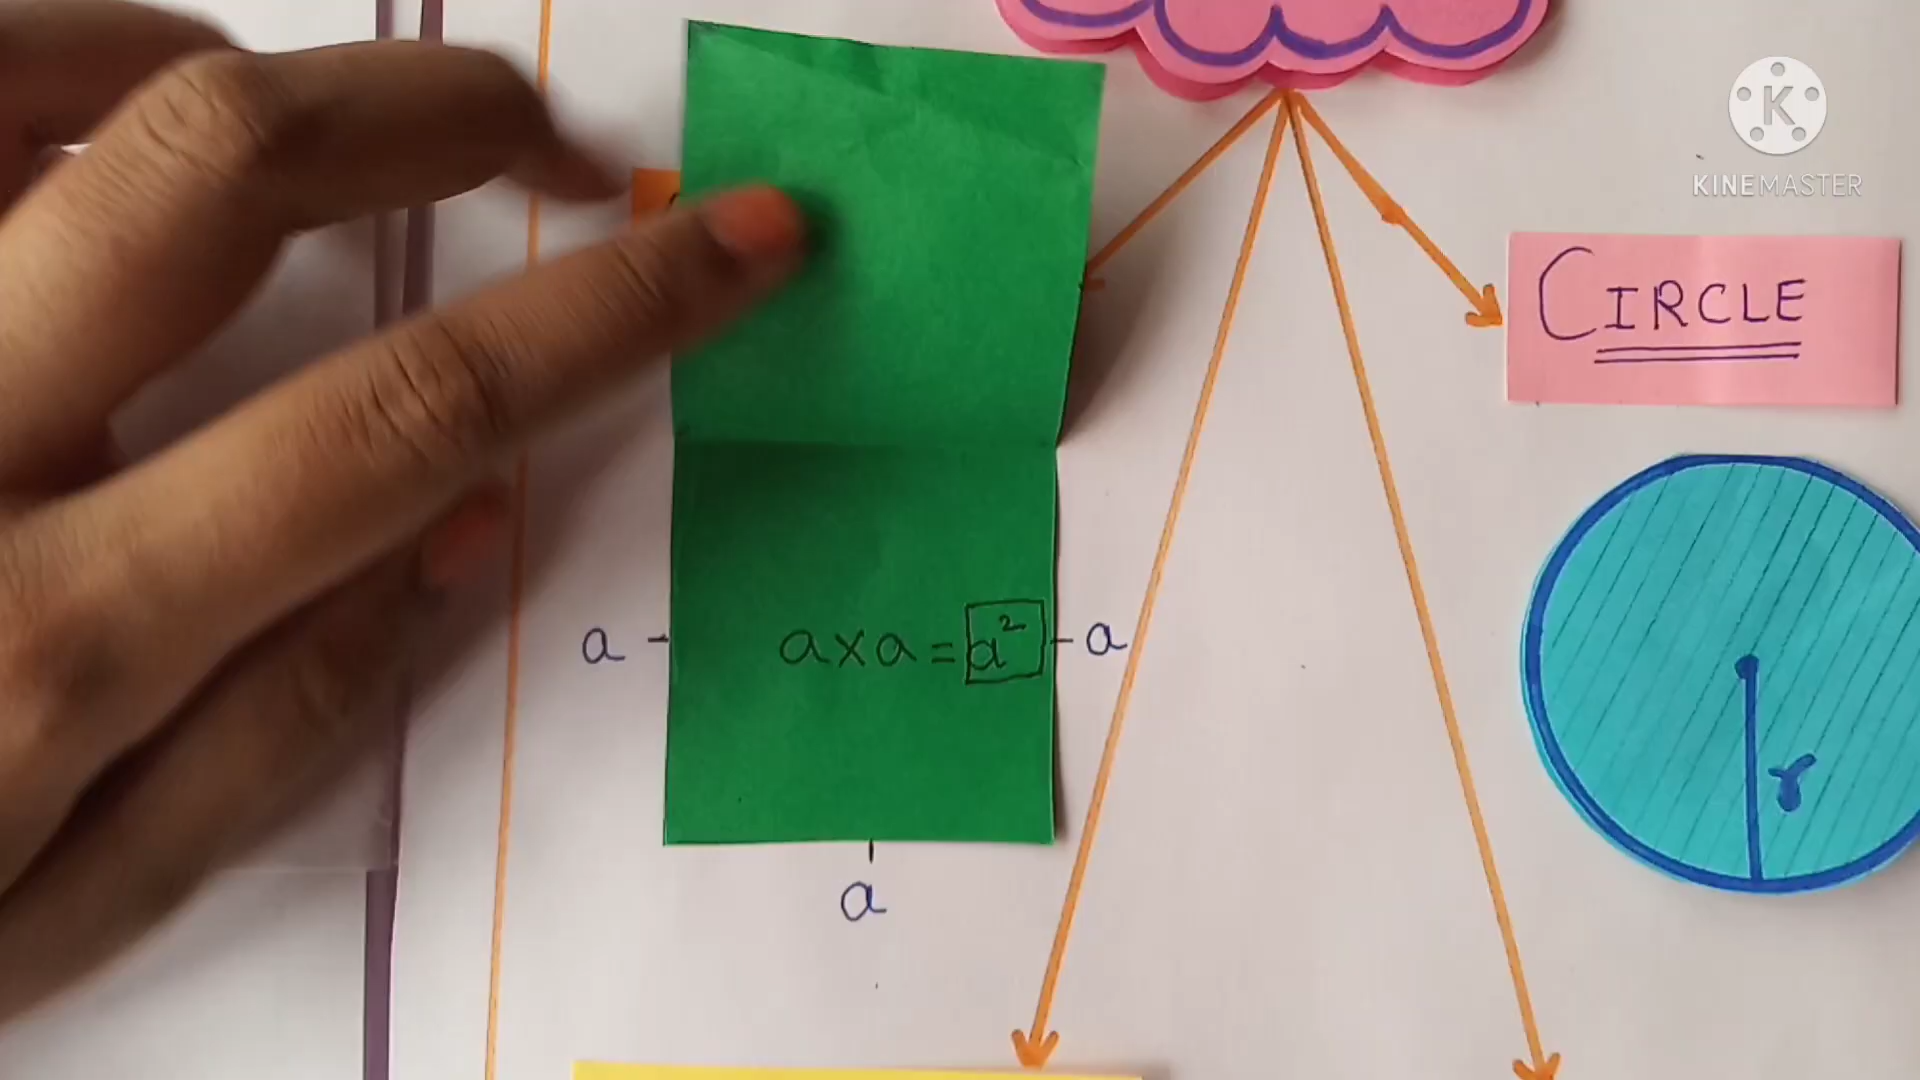 KINEMASTER
CIRCLE
a
a x a = a²
a
a
r